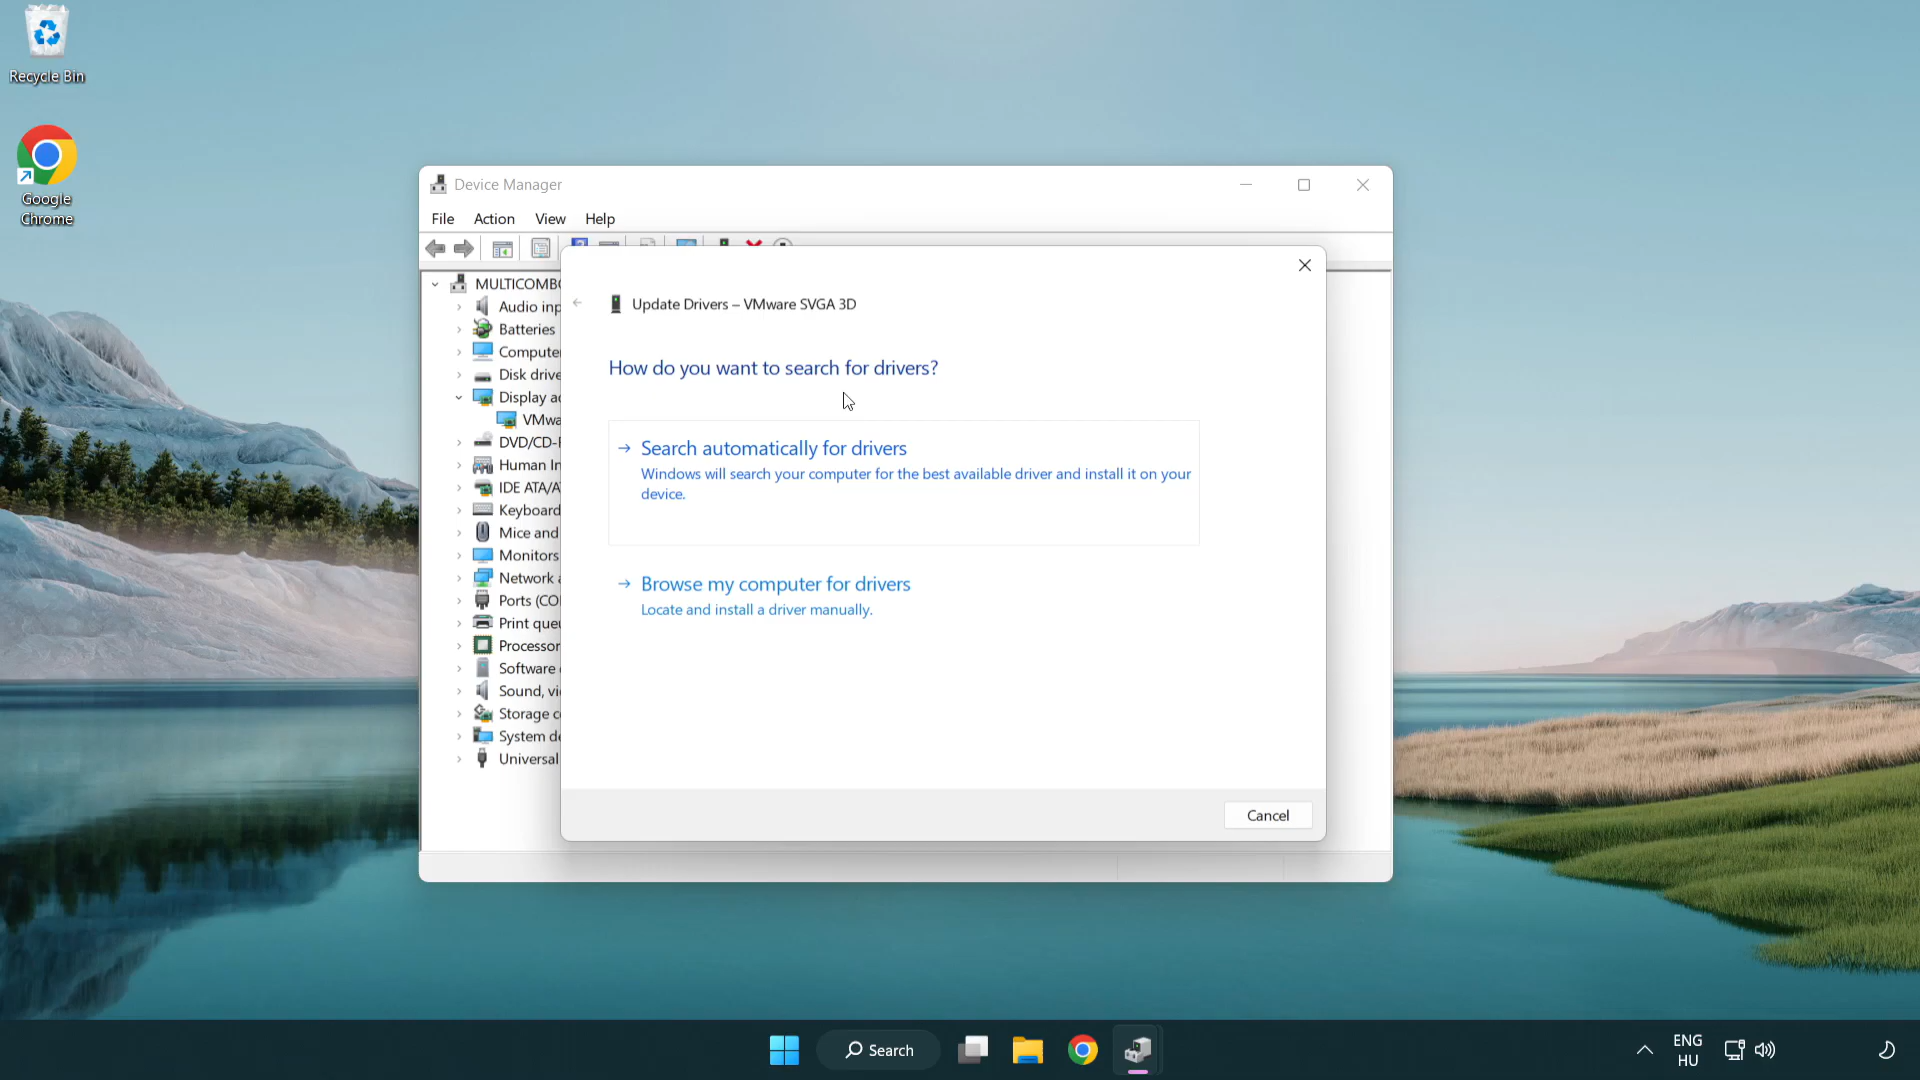 Recycle Bin
Google
Chrome
Device Manager
File Action View Help
MULTICOMBO
Audio inp
Batteries
Compute
Disk drive
Display a
VMwa
DVD/CD-
Human In
IDE ATA/A
Keyboard
Mice and
Monitors
Network a
Ports (CO
Print que
Processor
Software
Sound, vi
Storage c
System de
Universal
Update Drivers – VMware SVGA 3D
How do you want to search for drivers?
Search automatically for drivers
Windows will search your computer for the best available driver and install it on your
device.
Browse my computer for drivers
Locate and install a driver manually.
Cancel
Search
ENG
HU